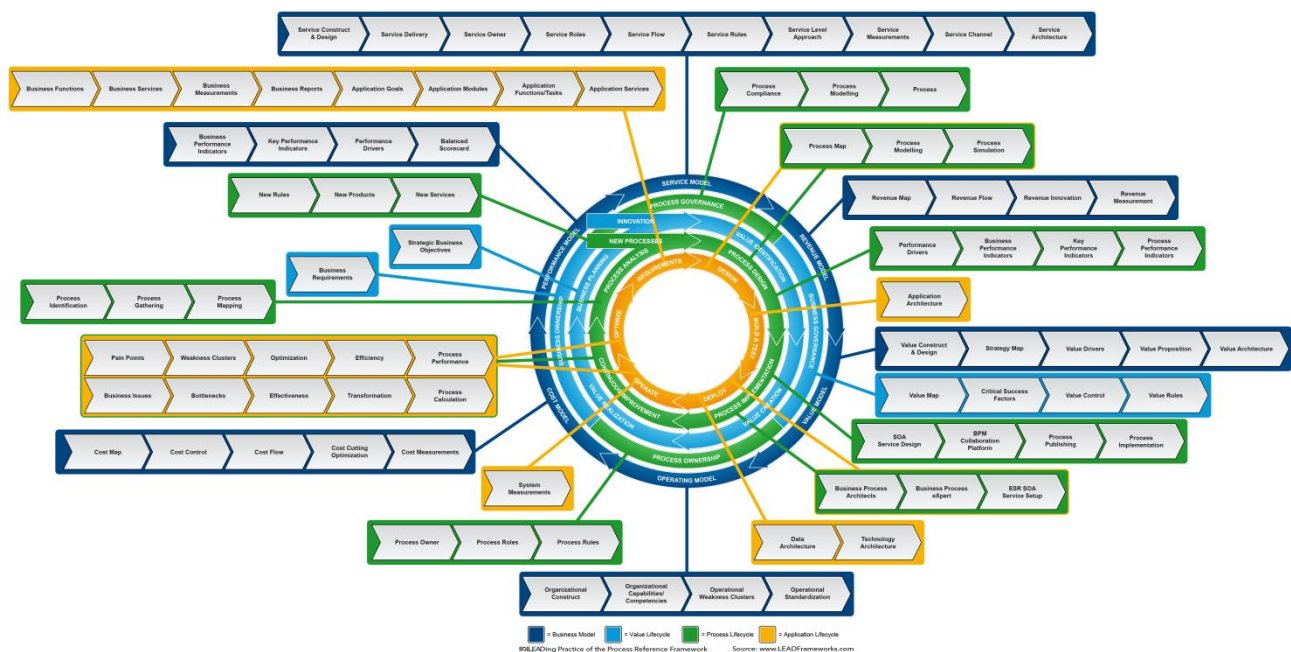 Service Construct
& Design
Service Delivery
Service Owner
Service Roles
Service Flow
Service Rules
Service Level
Approach
Service
Measurements
Service Channel
Service
Architecture
Business Functions
Business Services
Business
Measurements
Business Reports
Application Goals
Application Modules
Application
Functions/Tasks
Application Services
Process
Compliance
Process
Modelling
Process
Business
Performance
Indicators
Key Performance
Indicators
Performance
Drivers
Balanced
Scorecard
Process Map
Process
Modelling
Process
Simulation
New Rules
New Products
New Services
Revenue Map
Revenue Flow
Revenue Innovation
Revenue
Measurement
Strategic Business
Objectives
Performance
Drivers
Business
Performance
Indicators
Key
Performance
Indicators
Process
Performance
Indicators
Business
Requirements
Process
Identification
Process
Gathering
Process
Mapping
Application
Architecture
Pain Points
Weakness Clusters
Optimization
Efficiency
Process
Performance
Business Issues
Bottlenecks
Effectiveness
Transformation
Process
Calculation
Value Construct
& Design
Strategy Map
Value Drivers
Value Proposition
Value Architecture
Value Map
Critical Success
Factors
Value Control
Value Rules
Cost Map
Cost Control
Cost Flow
Cost Cutting
Optimization
Cost Measurements
SOA
Service Design
BPM
Collaboration
Platform
Process
Publishing
Process
Implementation
System
Measurements
Business Process
Architects
Business Process
eXpert
ESR SOA
Service Setup
Process Owner
Process Roles
Process Rules
Data
Architecture
Technology
Architecture
Organizational
Construct
Organizational
Capabilities/
Competencies
Operational
Weakness Clusters
Operational
Standardization
SERVICE MODEL
REVENUE MODEL
VALUE MODEL
OPERATING MODEL
COST MODEL
PERFORMANCE MODEL
PROCESS GOVERNANCE
BUSINESS GOVERNANCE
PROCESS OWNERSHIP
INNOVATION
VALUE IDENTIFICATION
VALUE CREATION
VALUE REALIZATION
BUSINESS PLANNING
NEW PROCESSES
PROCESS DESIGN
PROCESS IMPLEMENTATION
CONTINUOUS IMPROVEMENT
PROCESS ANALYSIS
REQUIREMENTS
DESIGN
BUILD & TEST
DEPLOY
OPERATE
OPTIMIZE
= Business Model
= Value Lifecycle
= Process Lifecycle
= Application Lifecycle
Practice of the Process Reference Framework
Source: www.LEADFrameworks.com